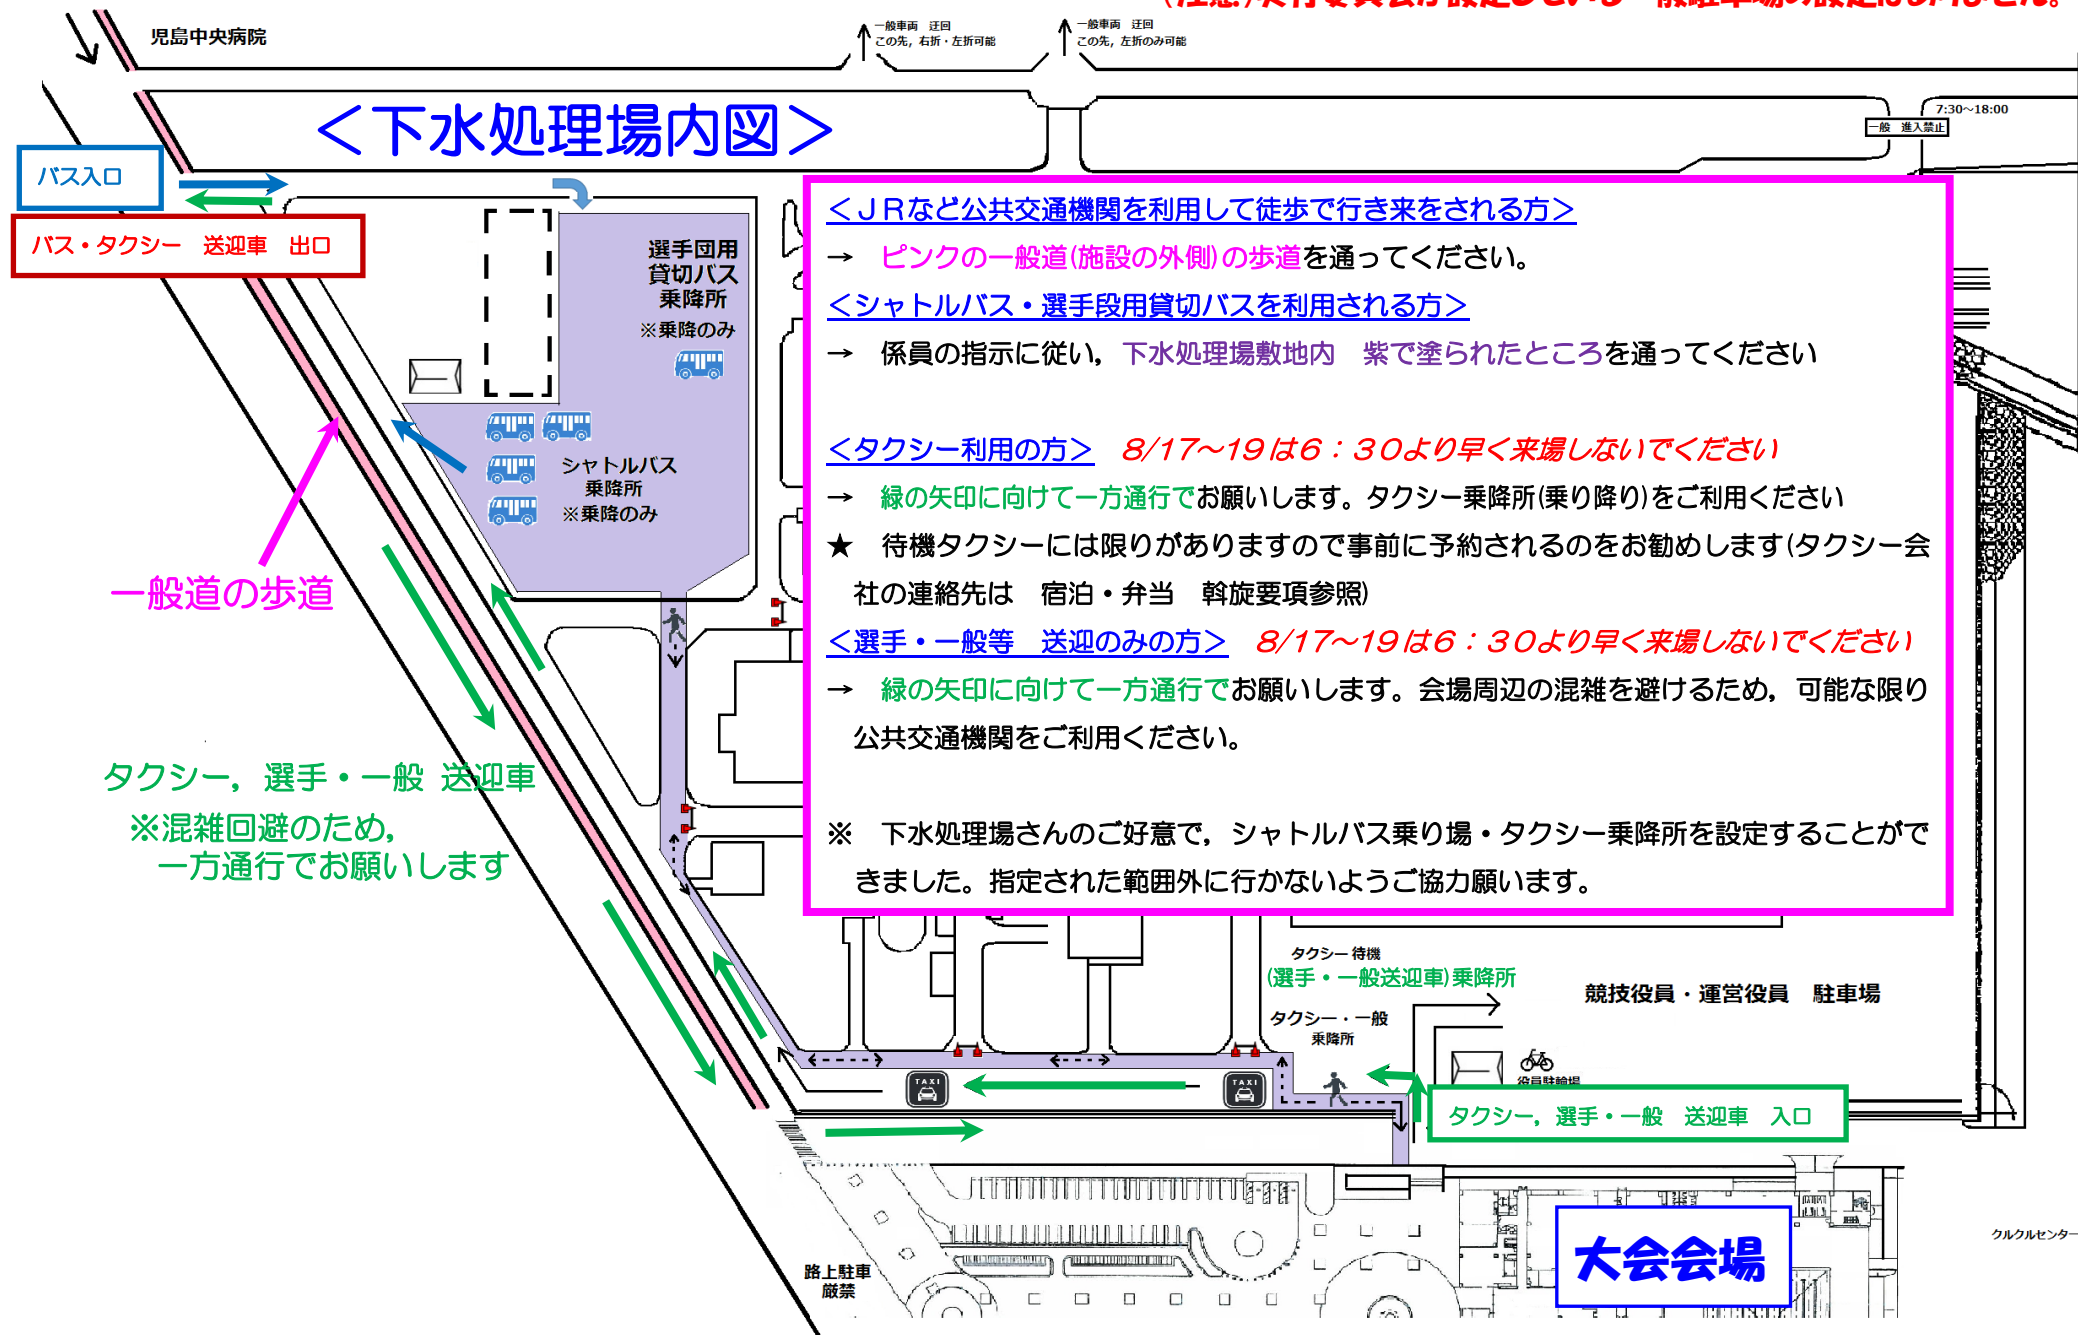 児島中央病院
一般車両　迂回
この先，右折・左折可能
一般車両　迂回
この先，左折のみ可能
＜下水処理場内図＞
7:30～18:00
一般　進入禁止
バス入口
バス・タクシー　送迎車　出口
選手団用
貸切バス
乗降所
※乗降のみ
シャトルバス
乗降所
※乗降のみ
一般道の歩道
＜ＪＲなど公共交通機関を利用して徒歩で行き来をされる方＞
→　ピンクの一般道(施設の外側)の歩道を通ってください。
＜シャトルバス・選手段用貸切バスを利用される方＞
→　係員の指示に従い，下水処理場敷地内　紫で塗られたところを通ってください
＜タクシー利用の方＞　8/17～19は６：３０より早く来場しないでください
→　緑の矢印に向けて一方通行でお願いします。タクシー乗降所(乗り降り)をご利用ください
★　待機タクシーには限りがありますので事前に予約されるのをお勧めします(タクシー会
社の連絡先は　宿泊・弁当　斡旋要項参照)
＜選手・一般等　送迎のみの方＞　8/17～19は６：３０より早く来場しないでください
→　緑の矢印に向けて一方通行でお願いします。会場周辺の混雑を避けるため，可能な限り
公共交通機関をご利用ください。
※　下水処理場さんのご好意で，シャトルバス乗り場・タクシー乗降所を設定することがで
きました。指定された範囲外に行かないようご協力願います。
タクシー，選手・一般 送迎車
※混雑回避のため，
一方通行でお願いします
タクシー 待機
(選手・一般送迎車)乗降所
タクシー・一般
乗降所
競技役員・運営役員　駐車場
TAXI
TAXI
タクシー，選手・一般　送迎車　入口
路上駐車
厳禁
大会会場
クルクルセンター